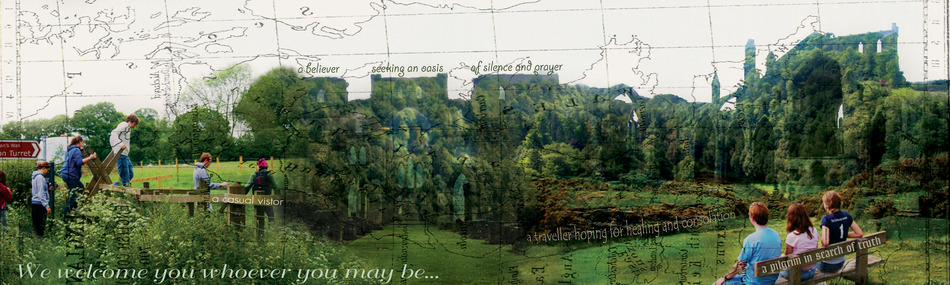 a believer
seeking an oasis
of silence and prayer
Turret
a casual vistor
a traveller hoping for healing and consolation
a pilgrim in search of truth
We welcome you whoever you may be...